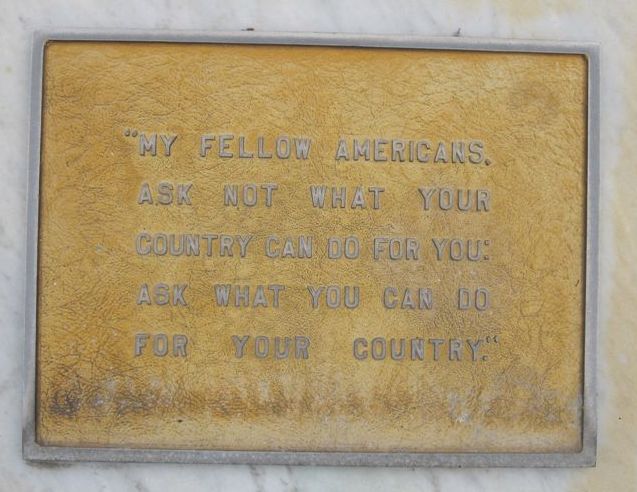 “MY FELLOW AMERICANS,
ASK NOT WHAT YOUR
COUNTRY CAN DO FOR YOU:
ASK WHAT YOU CAN DO
FOR YOUR COUNTRY.“